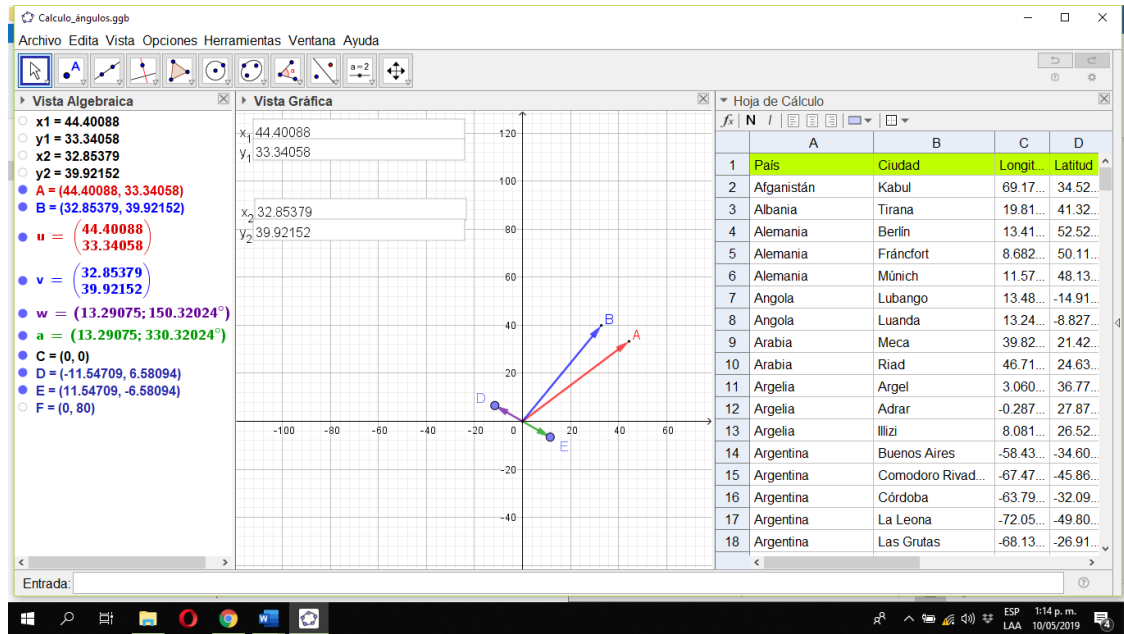 Calculo_ángulos.ggb
Archivo Edita Vista Opciones Herramientas Ventana Ayuda
A α a=2
Vista Algebraica
x1 = 44.40088
y1 = 33.34058
x2 = 32.85379
y2 = 39.92152
A = (44.40088, 33.34058)
B = (32.85379, 39.92152)
u = (44.40088
33.34058)
v = (32.85379
39.92152)
w = (13.29075; 150.32024°)
a = (13.29075; 330.32024°)
C = (0, 0)
D = (-11.54709, 6.58094)
E = (11.54709, -6.58094)
F = (0, 80)
Vista Gráfica
x1 44.40088
y1 33.34058
x2 32.85379
y2 39.92152
120
100
80
60
40
20
-20
-40
-100 -80 -60 -40 -20 0 20 40 60
B
A
D
E
Hoja de Cálculo
fx N I
A B C D
1 País Ciudad Longit... Latitud
2 Afganistán Kabul 69.17... 34.52...
3 Albania Tirana 19.81... 41.32...
4 Alemania Berlín 13.41... 52.52...
5 Alemania Fráncfort 8.682... 50.11...
6 Alemania Múnich 11.57... 48.13...
7 Angola Lubango 13.48... -14.91...
8 Angola Luanda 13.24... -8.827...
9 Arabia Meca 39.82... 21.42...
10 Arabia Riad 46.71... 24.63...
11 Argelia Argel 3.060... 36.77...
12 Argelia Adrar -0.287... 27.87...
13 Argelia Illizi 8.081... 26.52...
14 Argentina Buenos Aires -58.43... -34.60...
15 Argentina Comodoro Rivad... -67.47... -45.86...
16 Argentina Córdoba -63.79... -32.09...
17 Argentina La Leona -72.05... -49.80...
18 Argentina Las Grutas -68.13... -26.91...
Entrada:
ESP 1:14 p. m.
LAA 10/05/2019
4